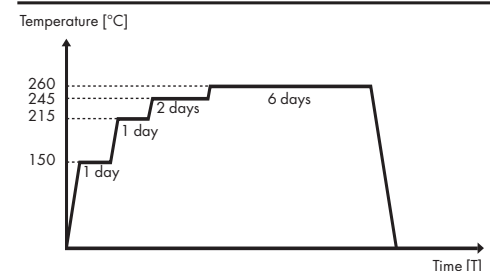 Temperature [°C]
260
245
215
150
6 days
2 days
1 day
1 day
Time [T]